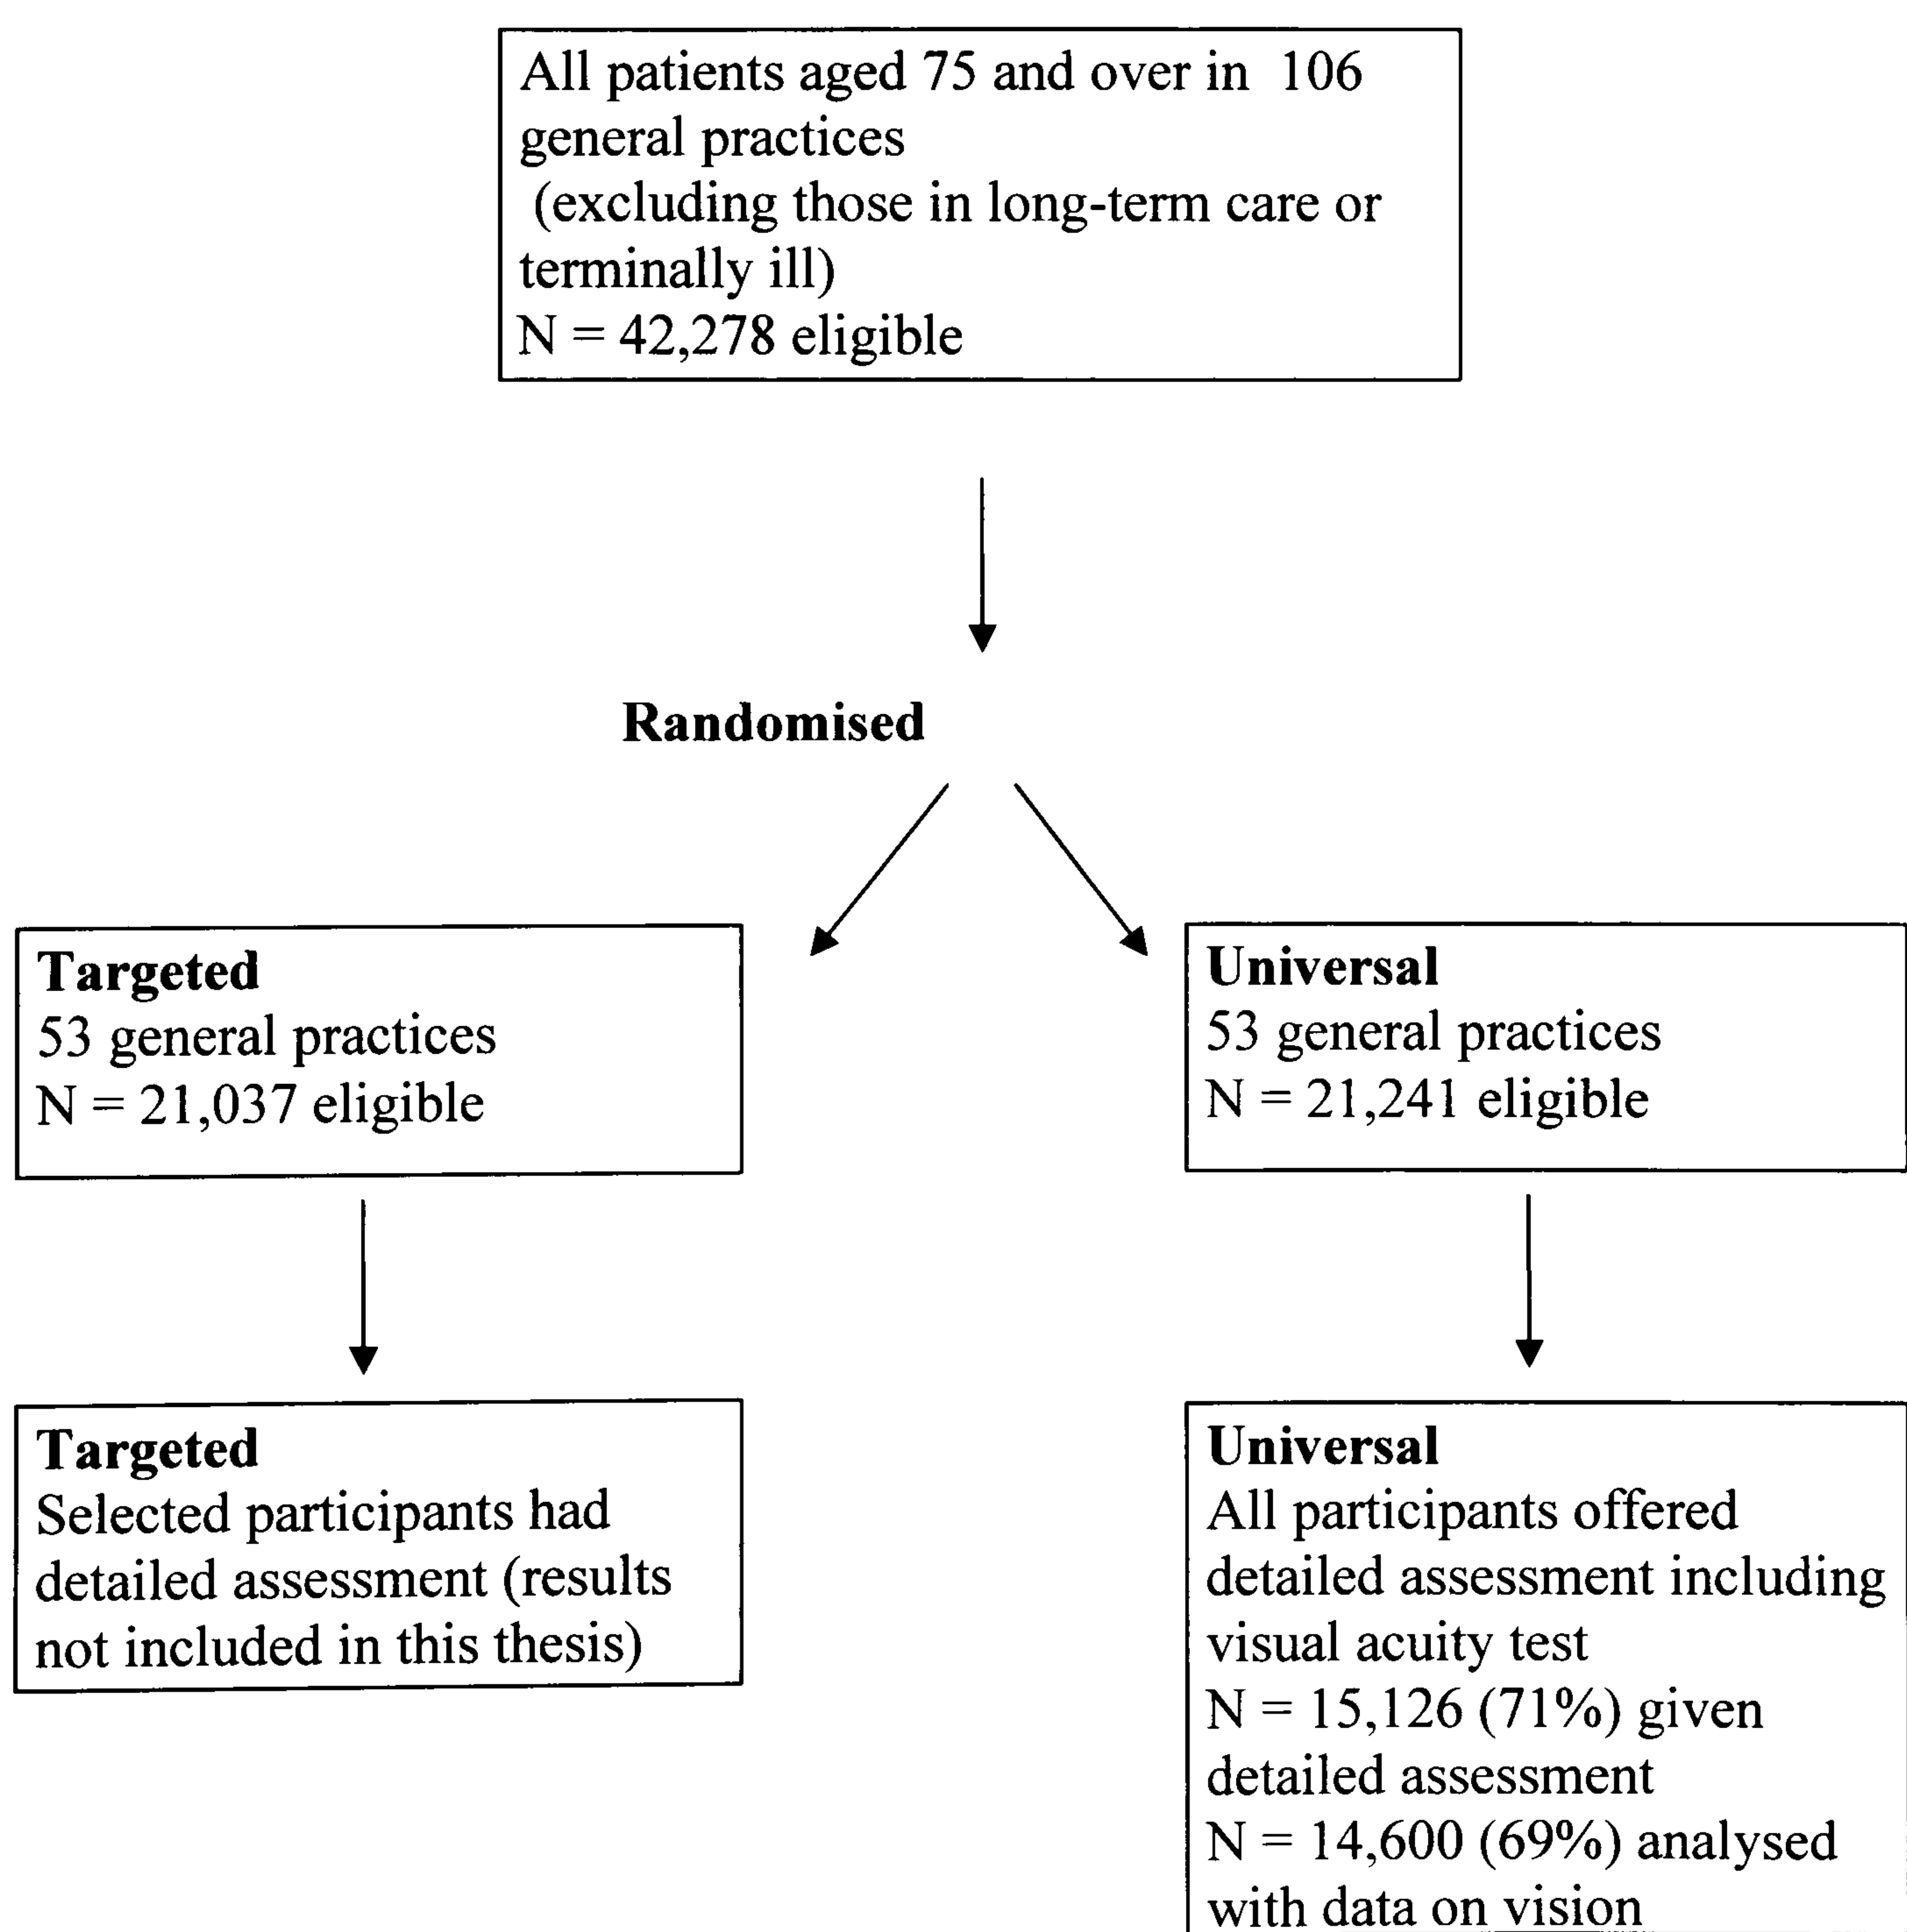 All patients aged 75 and over in 106
general practices
(excluding those in long-term care or
terminally ill)
N = 42,278 eligible
Randomised
Targeted
53 general practices
N = 21,037 eligible
Universal
53 general practices
N = 21,241 eligible
Targeted
Selected participants had
detailed assessment (results
not included in this thesis)
Universal
All participants offered
detailed assessment including
visual acuity test
N = 15,126 (71%) given
detailed assessment
N = 14,600 (69%) analysed
with data on vision